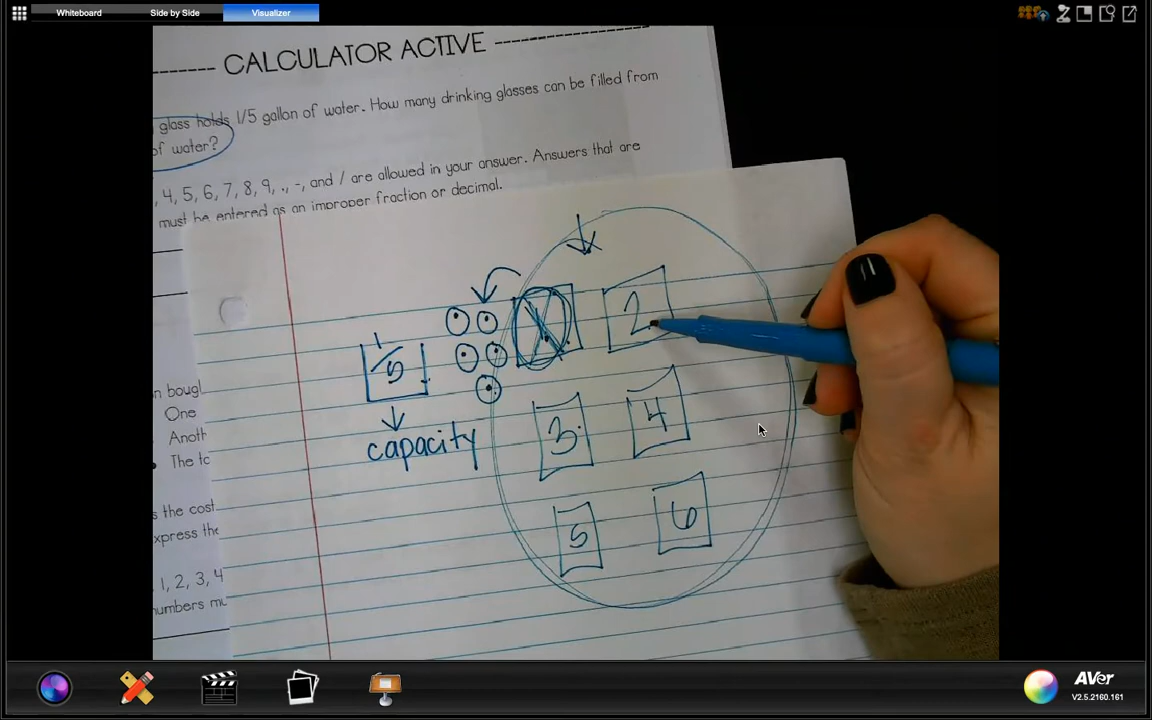 Whiteboard Side by Side Visualizer
CALCULATOR ACTIVE
glass holds 1/5 gallon of water. How many drinking glasses can be filled from
of water?
, 4, 5, 6, 7, 8, 9, ., -, and / are allowed in your answer. Answers that are
must be entered as an improper fraction or decimal.
1/5
capacity
2
3
4
5
6
n bougl
One
Anoth
The to
s the cost
xpress the
1, 2, 3, 4
numbers mu
AVer
V2.5.2160.161